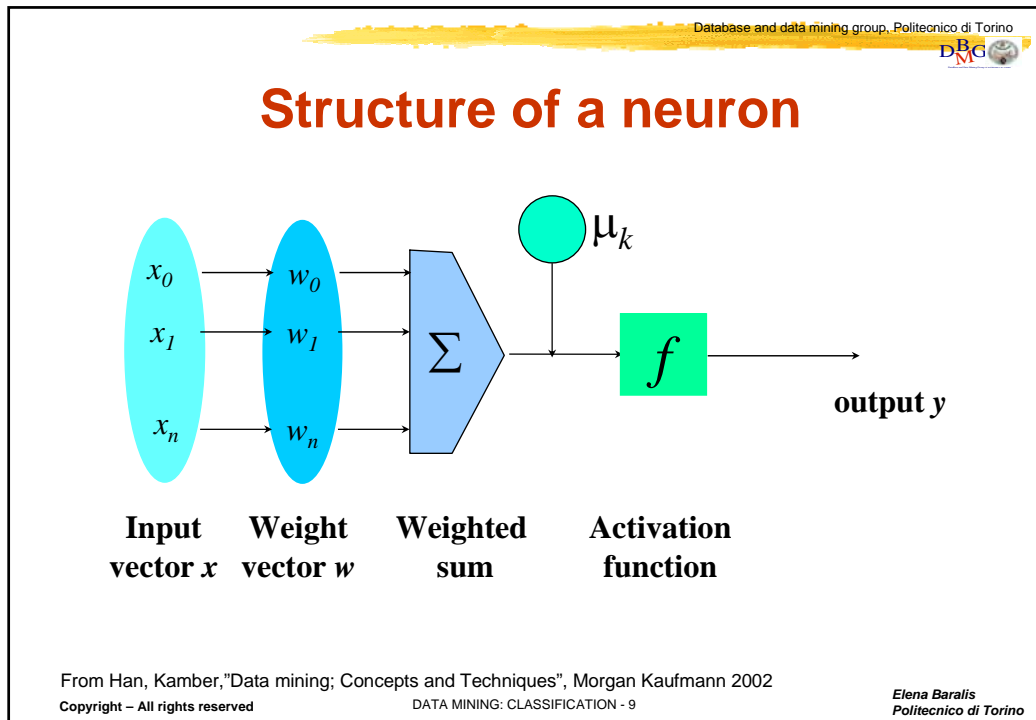 Database and data mining group, Politecnico di Torino
DBMG
Structure of a neuron
μk
x0 w0
x1 w1
Σ f
output y
xn wn
Input Weight Weighted Activation
vector x vector w sum function
From Han, Kamber,"Data mining; Concepts and Techniques", Morgan Kaufmann 2002
Copyright – All rights reserved DATA MINING: CLASSIFICATION - 9 Elena Baralis
Politecnico di Torino